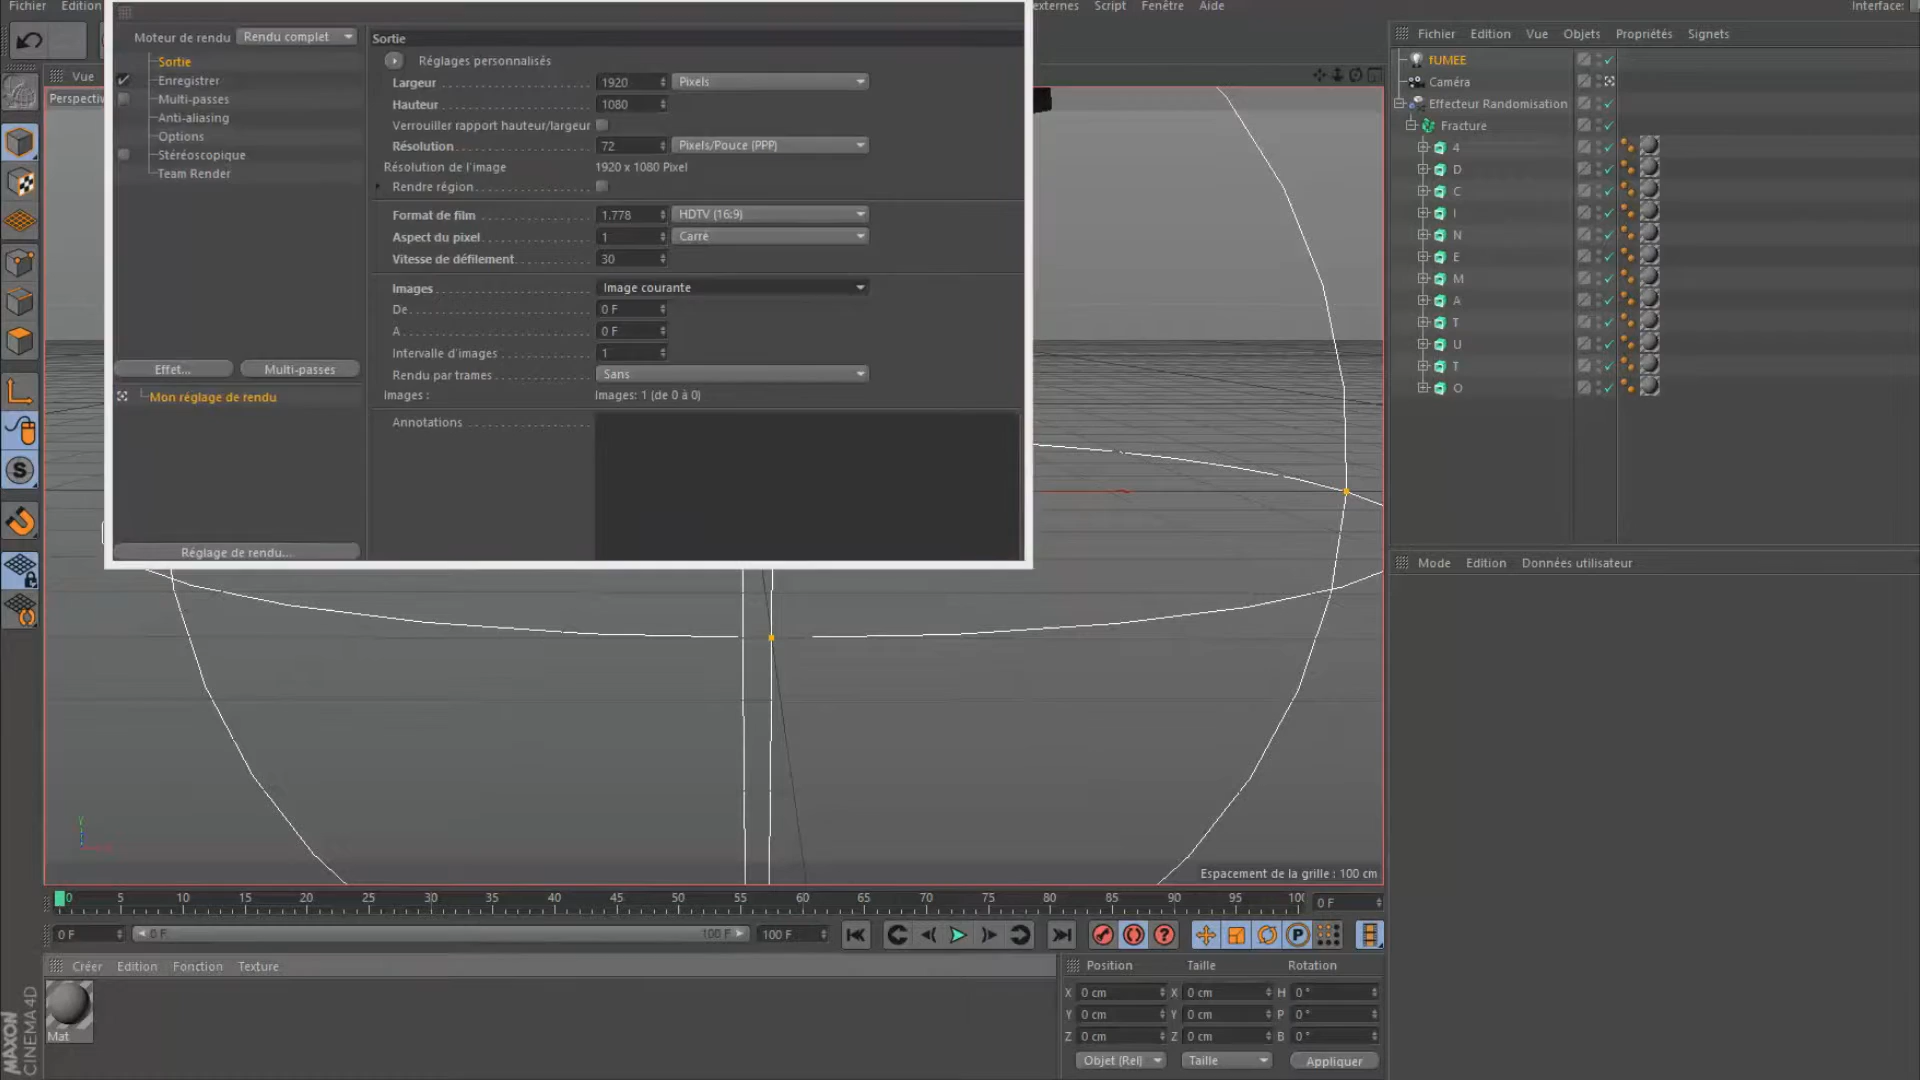 Fichier Edition
externes Script Fenêtre Aide
Interface:
Moteur de rendu Rendu complet
Sortie
Enregistrer
Multi-passes
Anti-aliasing
Options
Stéréoscopique
Team Render
Effet...
Multi-passes
Mon réglage de rendu
Réglage de rendu...
Sortie
Réglages personnalisés
Largeur 1920 Pixels
Hauteur 1080
Verrouiller rapport hauteur/largeur
Résolution 72 Pixels/Pouce (PPP)
Résolution de l'image 1920 x 1080 Pixel
Rendre région
Format de film 1.778 HDTV (16:9)
Aspect du pixel 1 Carré
Vitesse de défilement 30
Images Image courante
De 0 F
A 0 F
Intervalle d'images 1
Rendu par trames Sans
Images : Images: 1 (de 0 à 0)
Annotations
Vue
Perspectiv
Espacement de la grille : 100 cm
Y
0 5 10 15 20 25 30 35 40 45 50 55 60 65 70 75 80 85 90 95 100 0 F
0 F 0 F 100 F 100 F
Créer Edition Fonction Texture
Mat
MAXON
CINEMA 4D
Position Taille Rotation
X 0 cm X 0 cm H 0 °
Y 0 cm Y 0 cm P 0 °
Z 0 cm Z 0 cm B 0 °
Objet (Rel) Taille Appliquer
Fichier Edition Vue Objets Propriétés Signets
fUMEE
Caméra
Effecteur Randomisation
Fracture
4
D
C
I
N
E
M
A
T
U
T
O
Mode Edition Données utilisateur